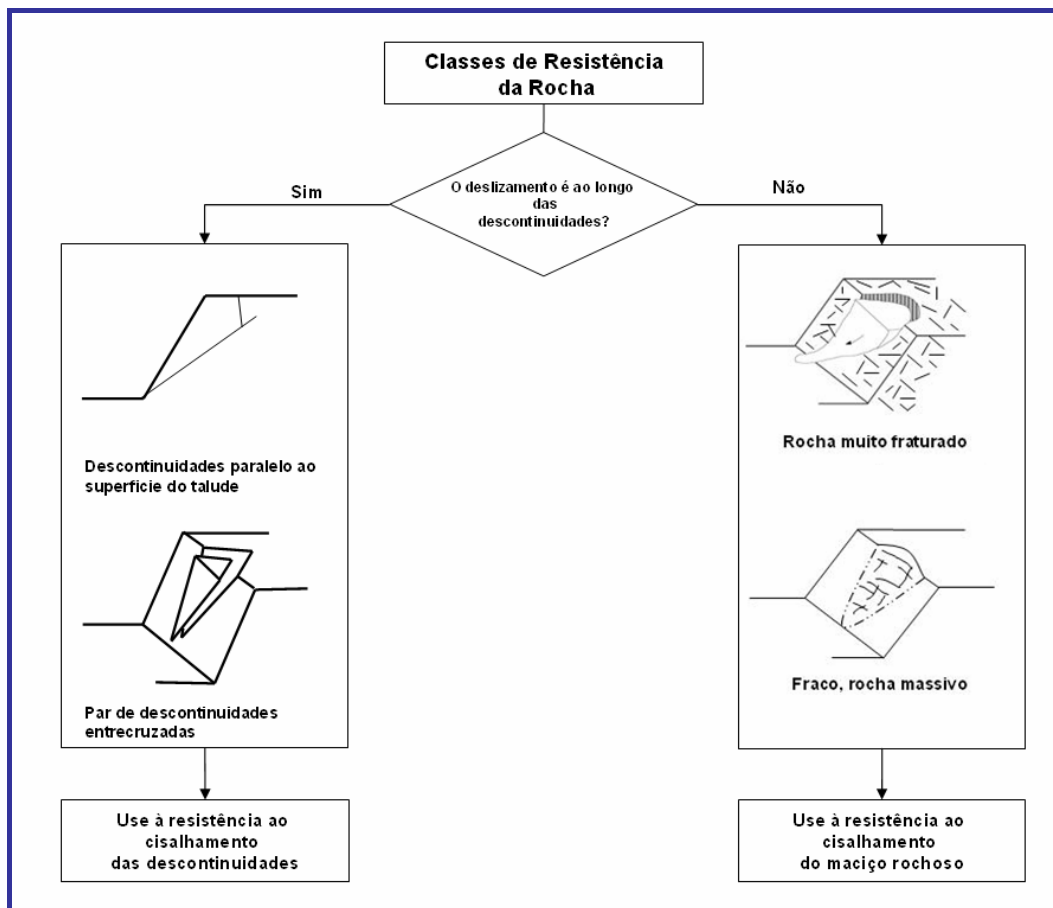 Classes de Resistência
da Rocha
O deslizamento é ao longo
das
descontinuidades?
Sim
Não
Descontinuidades paralelo ao
superficie do talude
Par de descontinuidades
entrecruzadas
Use à resistência ao
cisalhamento
das descontinuidades
Rocha muito fraturado
Fraco, rocha massivo
Use à resistência ao
cisalhamento
do maciço rochoso